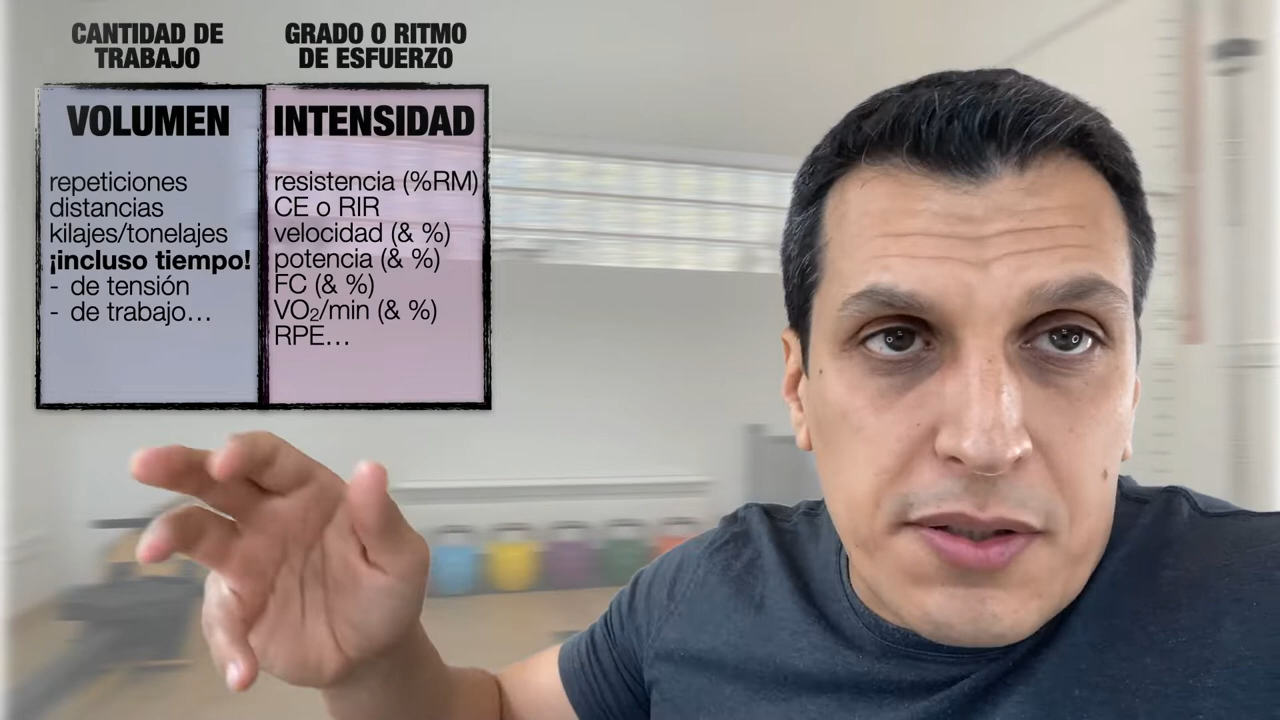 CANTIDAD DE
TRABAJO
GRADO O RITMO
DE ESFUERZO
VOLUMEN
repeticiones
distancias
kilajes/tonelajes
¡incluso tiempo!
- de tensión
- de trabajo...
INTENSIDAD
resistencia (%RM)
CE o RIR
velocidad (& %)
potencia (& %)
FC (& %)
VO₂/min (& %)
RPE...